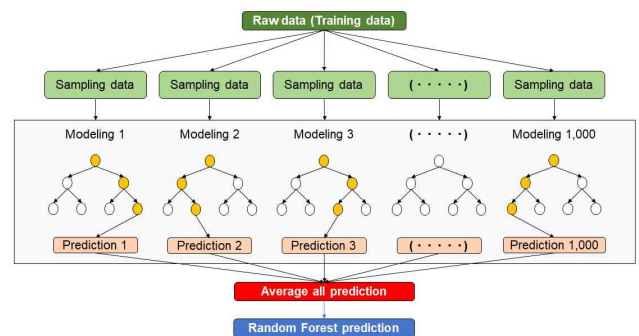 Raw data (Training data)
Sampling data Sampling data Sampling data (·····) Sampling data
Modeling 1 Modeling 2 Modeling 3 (·····) Modeling 1,000
Prediction 1 Prediction 2 Prediction 3 (·····) Prediction 1,000
Average all prediction
Random Forest prediction